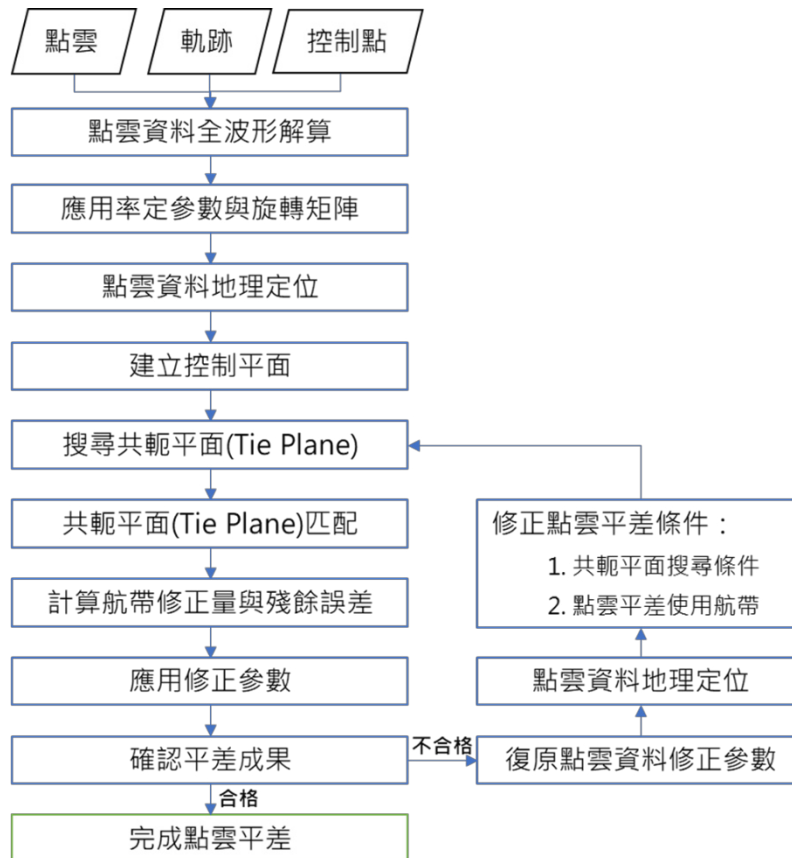 點雲
軌跡
控制點
點雲資料全波形解算
應用率定參數與旋轉矩陣
點雲資料地理定位
建立控制平面
搜尋共軛平面(Tie Plane)
共軛平面(Tie Plane)匹配
計算航帶修正量與殘餘誤差
應用修正參數
確認平差成果
合格
完成點雲平差
不合格
復原點雲資料修正參數
點雲資料地理定位
修正點雲平差條件：
1. 共軛平面搜尋條件
2. 點雲平差使用航帶